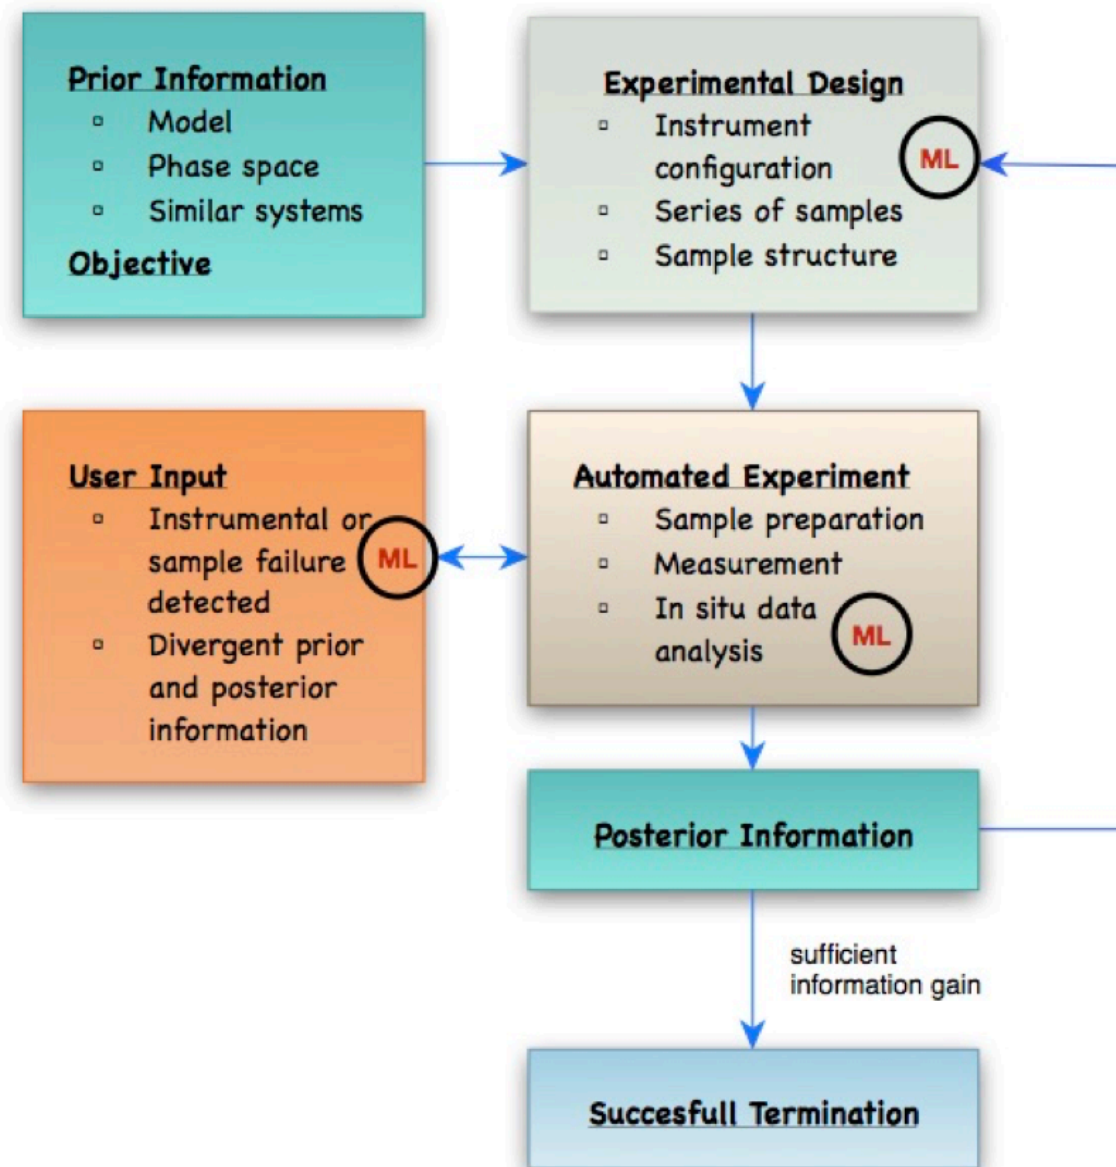 Prior Information
▫ Model
▫ Phase space
▫ Similar systems
Objective
Experimental Design
▫ Instrument
configuration
ML
▫ Series of samples
▫ Sample structure
User Input
▫ Instrumental or
sample failure
detected
ML
▫ Divergent prior
and posterior
information
Automated Experiment
▫ Sample preparation
▫ Measurement
▫ In situ data
analysis
ML
Posterior Information
sufficient
information gain
Succesfull Termination